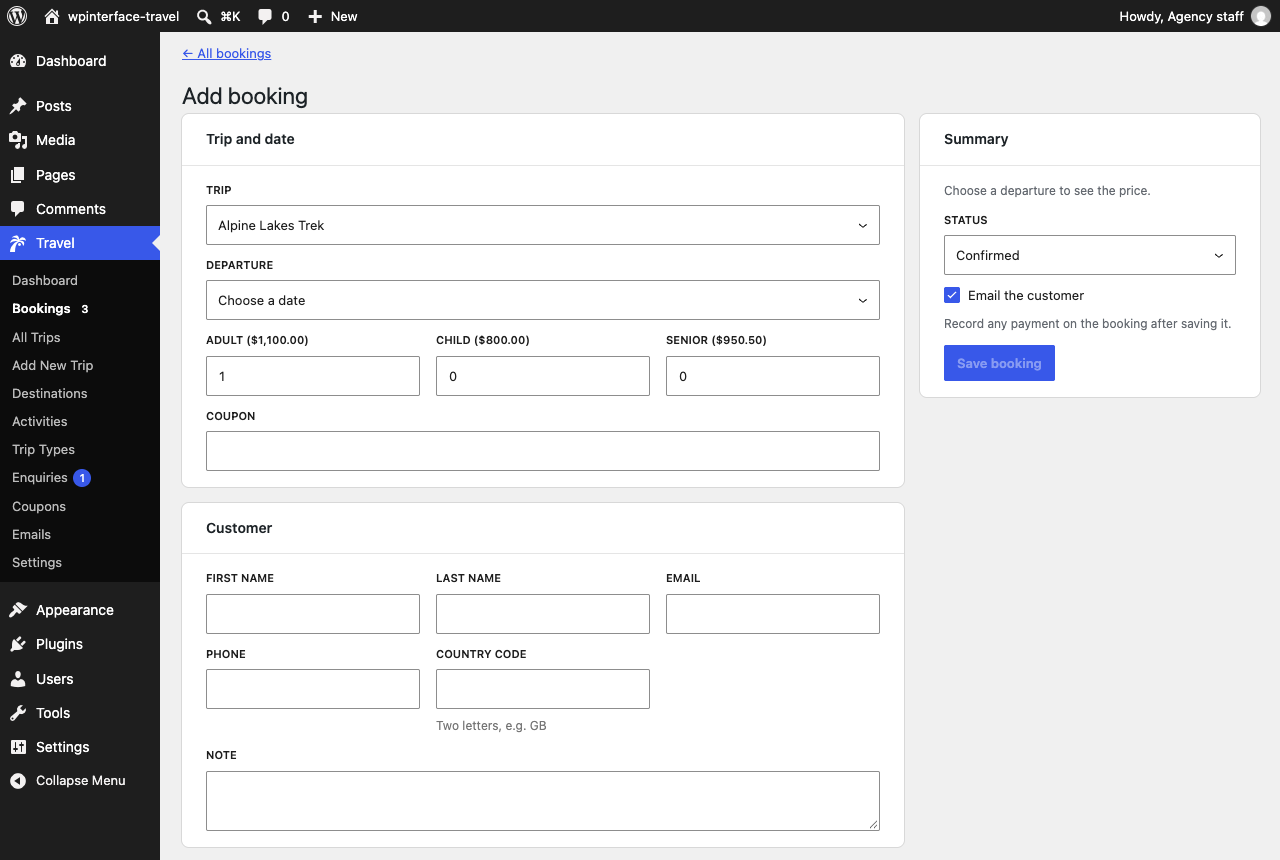 wpinterface-travel
⌘K
0
New
Howdy, Agency staff
Dashboard
Posts
Media
Pages
Comments
Travel
Dashboard
Bookings 3
All Trips
Add New Trip
Destinations
Activities
Trip Types
Enquiries 1
Coupons
Emails
Settings
Appearance
Plugins
Users
Tools
Settings
Collapse Menu
← All bookings
Add booking
Trip and date
TRIP
Alpine Lakes Trek
DEPARTURE
Choose a date
ADULT ($1,100.00) CHILD ($800.00) SENIOR ($950.50)
1 0 0
COUPON
Customer
FIRST NAME LAST NAME EMAIL
PHONE COUNTRY CODE
Two letters, e.g. GB
NOTE
Summary
Choose a departure to see the price.
STATUS
Confirmed
Email the customer
Record any payment on the booking after saving it.
Save booking